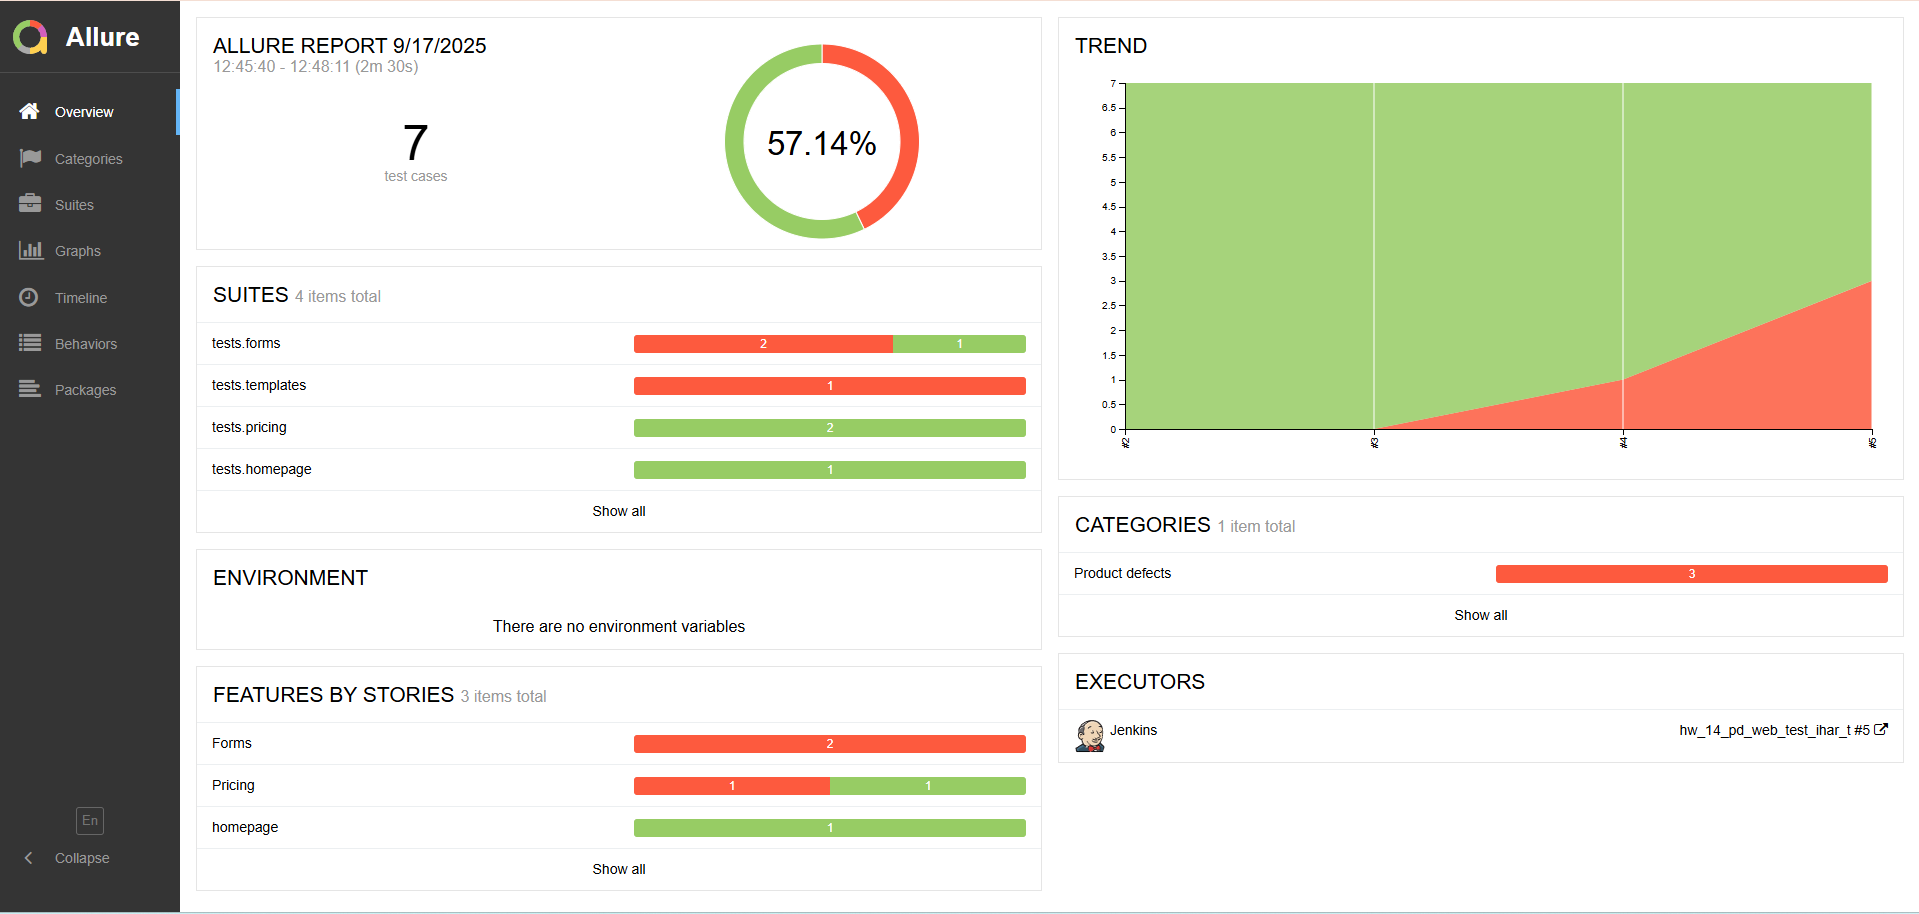 Allure
Overview
Categories
Suites
Graphs
Timeline
Behaviors
Packages
En
Collapse
ALLURE REPORT 9/17/2025
12:45:40 - 12:48:11 (2m 30s)
7
test cases
57.14%
SUITES 4 items total
tests.forms 2 1
tests.templates 1
tests.pricing 2
tests.homepage 1
Show all
ENVIRONMENT
There are no environment variables
FEATURES BY STORIES 3 items total
Forms 2
Pricing 1 1
homepage 1
Show all
TREND
7
6.5
6
5.5
5
4.5
4
3.5
3
2.5
2
1.5
1
0.5
0
#2 #3 #4 #5
CATEGORIES 1 item total
Product defects 3
Show all
EXECUTORS
Jenkins hw_14_pd_web_test_ihar_t #5